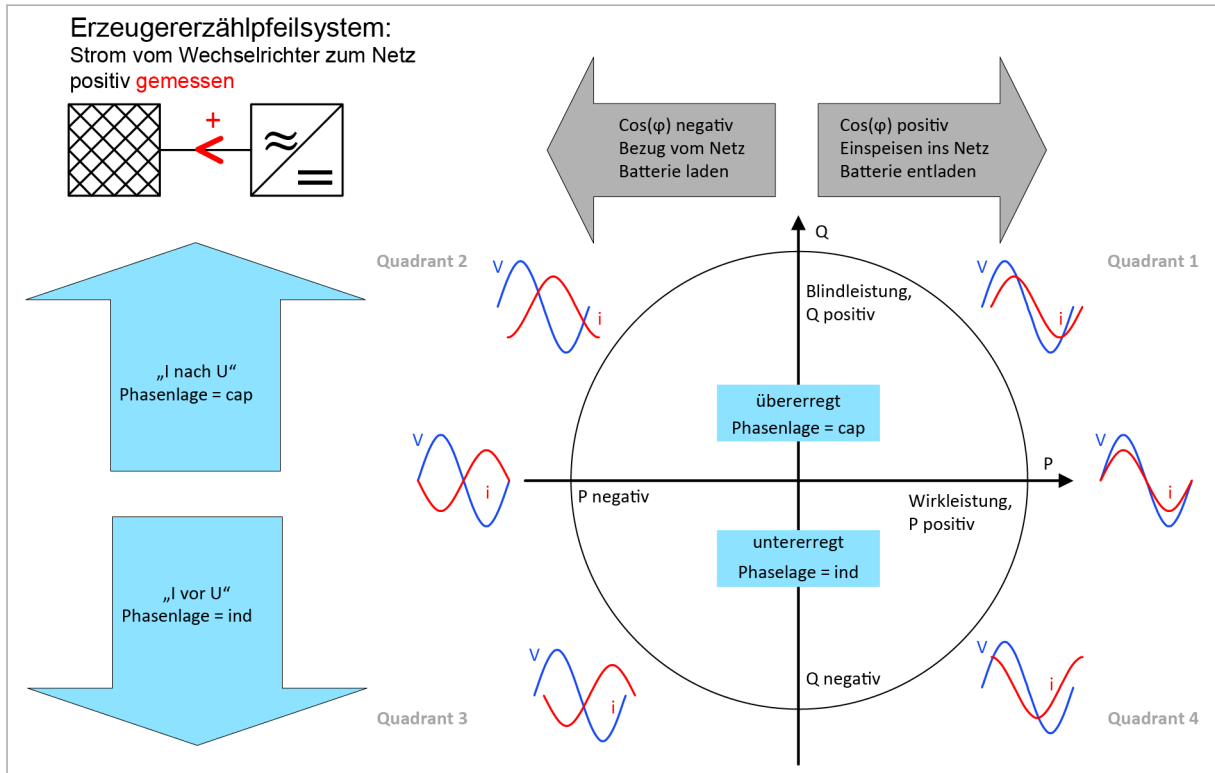 Erzeugererzählpfeilsystem:
Strom vom Wechselrichter zum Netz
positiv gemessen
+
Cos(φ) negativ
Bezug vom Netz
Batterie laden
Cos(φ) positiv
Einspeisen ins Netz
Batterie entladen
Q
Quadrant 2
V
i
Quadrant 1
V
i
Blindleistung,
Q positiv
„I nach U“
Phasenlage = cap
übererregt
Phasenlage = cap
V
i
P negativ
P
Wirkleistung,
P positiv
V
i
untererregt
Phaselage = ind
„I vor U“
Phasenlage = ind
V
i
Q negativ
V
i
Quadrant 3
Quadrant 4